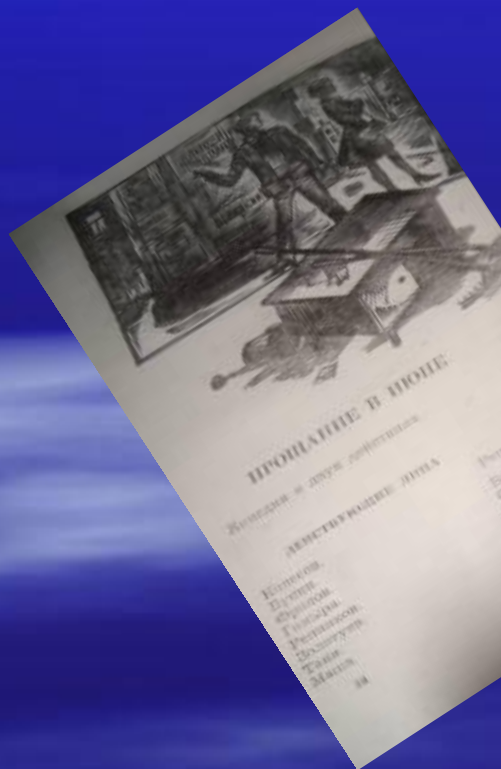 ПРОЩАНИЕ В ИЮНЕ
Комедия в двух действиях
ДЕЙСТВУЮЩИЕ ЛИЦА
Колесов.
Букин.
Фролов.
Гомыра.
Репников.
Золотуев.
Таня.
Маша.